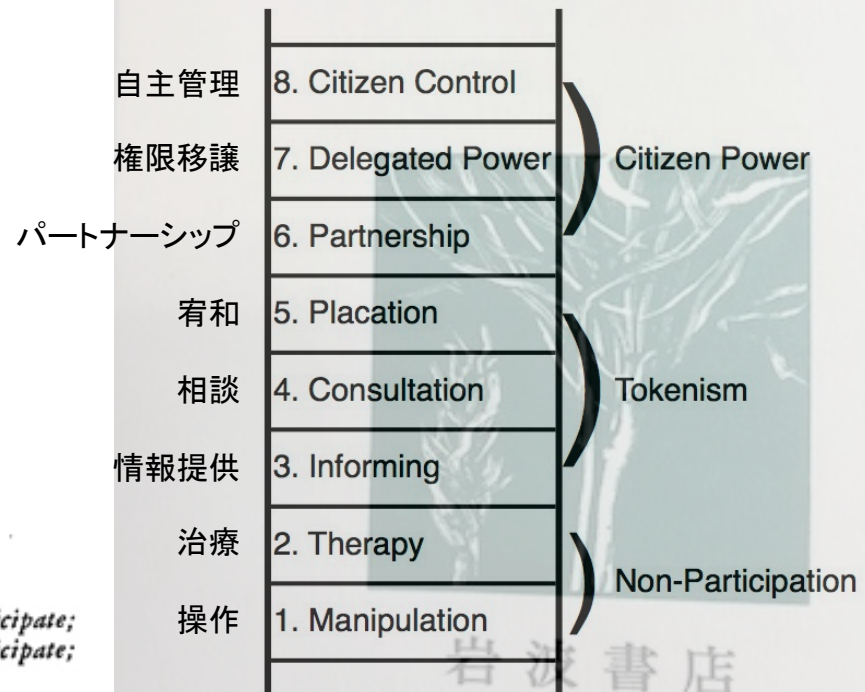 自主管理 8. Citizen Control
権限移譲 7. Delegated Power Citizen Power
パートナーシップ 6. Partnership
宥和 5. Placation
相談 4. Consultation Tokenism
情報提供 3. Informing
治療 2. Therapy
Non-Participation
操作 1. Manipulation
icipate;
icipate;
岩波書店